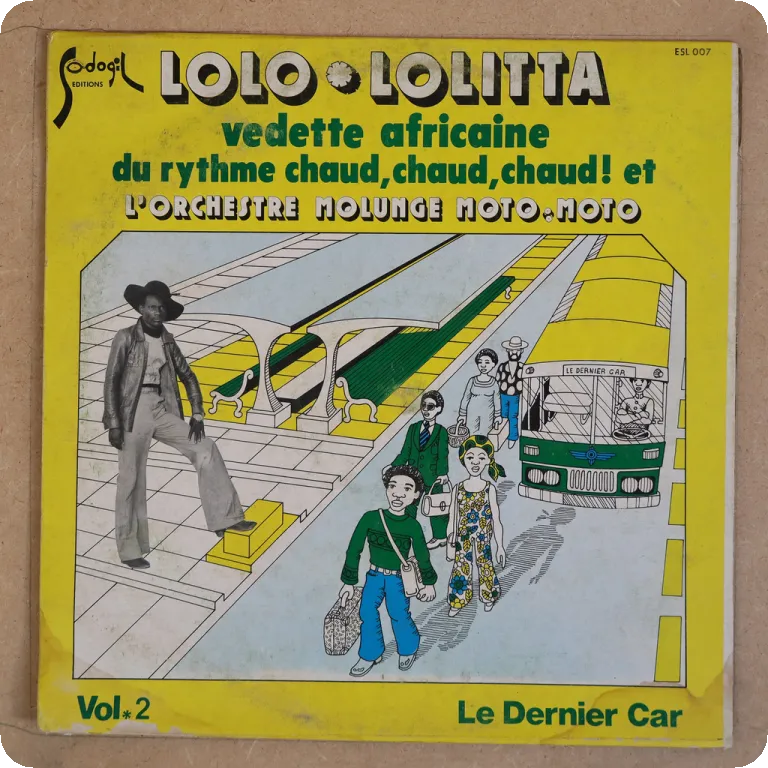 Sodogil
EDITIONS
ESL 007
LOLO * LOLITTA
vedette africaine
du rythme chaud, chaud, chaud! et
L'ORCHESTRE MOLUNGE MOTO * MOTO
LE DERNIER CAR
Vol * 2
Le Dernier Car